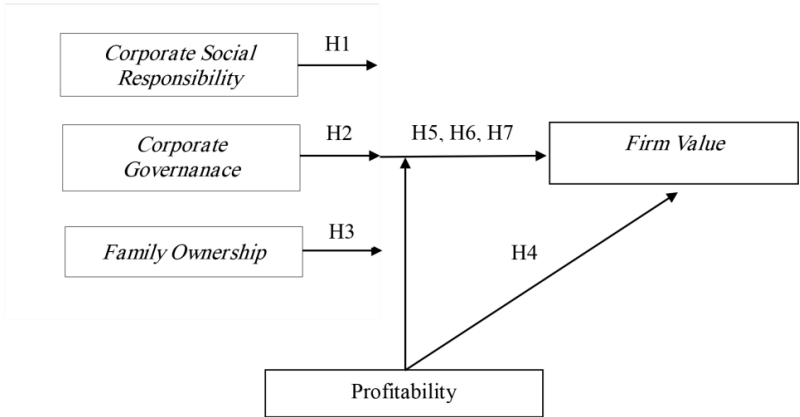 H1
Corporate Social
Responsibility
H2
H5, H6, H7
Corporate
Governanace
Firm Value
H3
Family Ownership
H4
Profitability